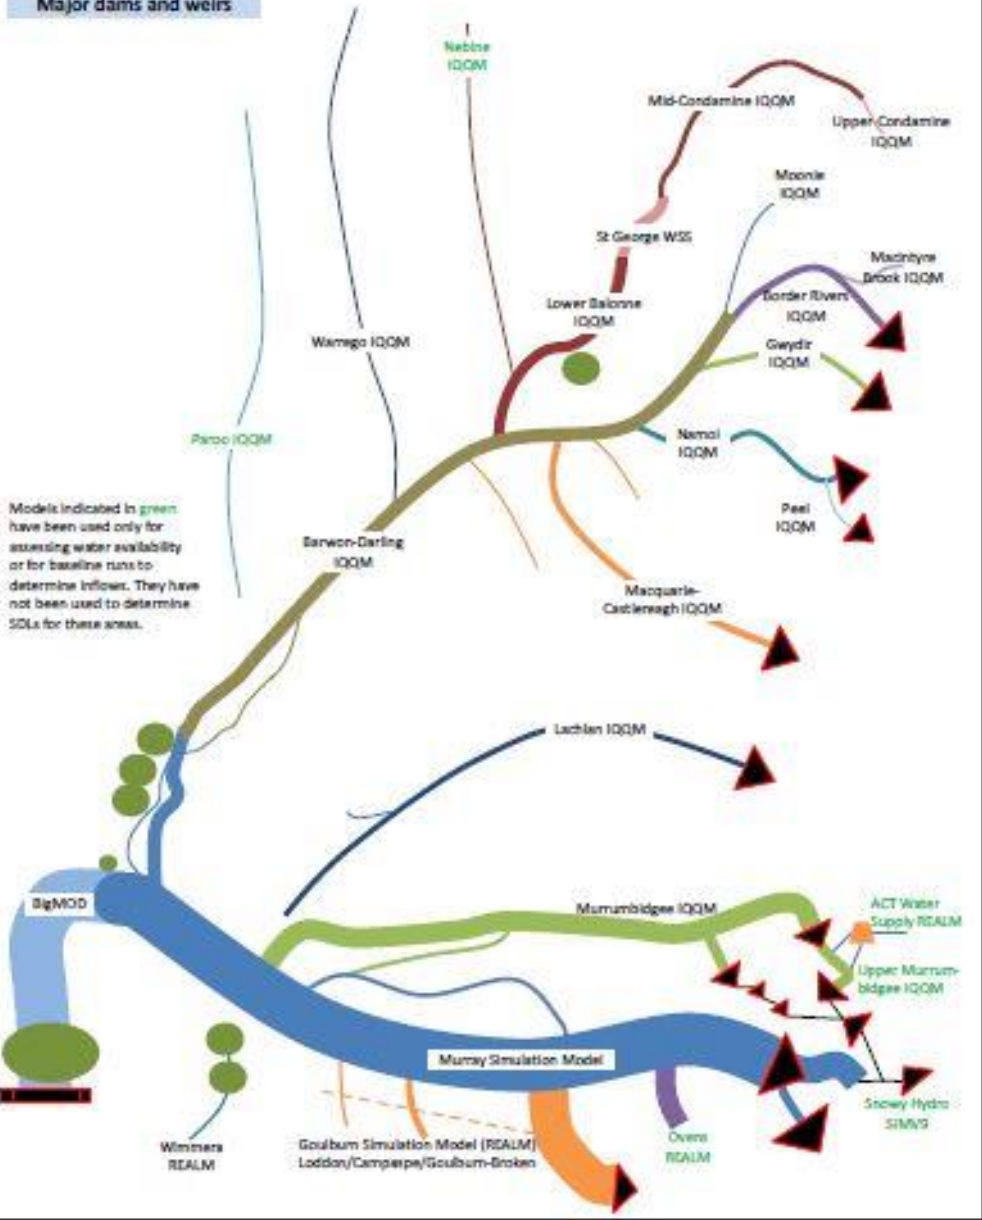 Major dams and weirs
Nebine
IQQM
Mid-Condamine IQQM
Upper Condamine
IQQM
Moonie
IQQM
St George WSS
Macintyre
Brook IQQM
Lower Balonne
IQQM
Border Rivers
IQQM
Warrego IQQM
Gwydir
IQQM
Paroo IQQM
Namoi
IQQM
Peel
IQQM
Models indicated in green
have been used only for
assessing water availability
or for baseline runs to
determine inflows. They have
not been used to determine
SDLs for these areas.
Barwon-Darling
IQQM
Macquarie-
Castlereagh IQQM
Lachlan IQQM
BigMOD
Murrumbidgee IQQM
ACT Water
Supply REALM
Upper Murrum-
bidgee IQQM
Murray Simulation Model
Snowy Hydro
SIMV9
Wimmera
REALM
Goulburn Simulation Model (REALM)
Loddon/Campaspe/Goulburn-Broken
Ovens
REALM